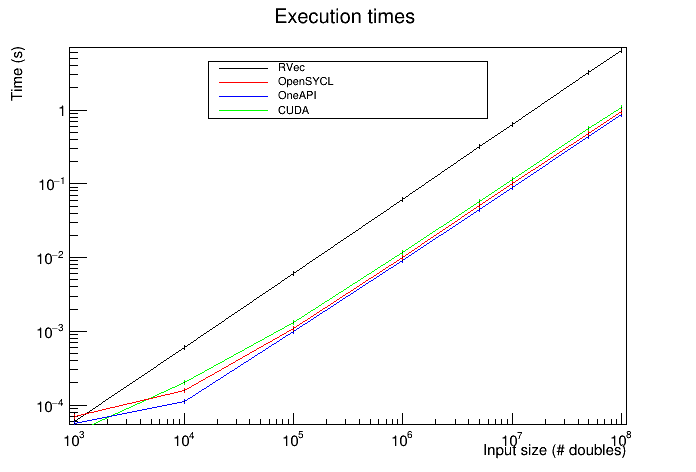 Execution times
Time (s)
RVec
OpenSYCL
OneAPI
CUDA
1
10⁻¹
10⁻²
10⁻³
10⁻⁴
10³ 10⁴ 10⁵ 10⁶ 10⁷ 10⁸
Input size (# doubles)